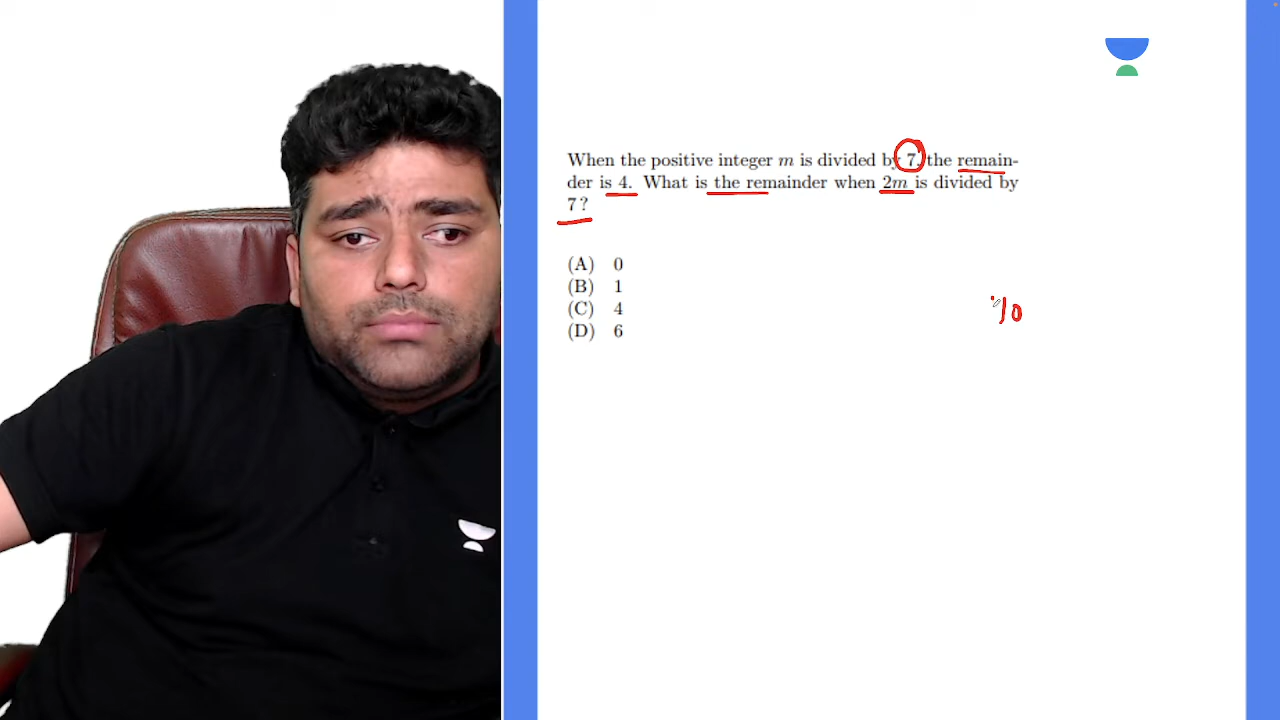 When the positive integer m is divided by 7, the remain-
der is 4. What is the remainder when 2m is divided by
7?
(A) 0
(B) 1
(C) 4
(D) 6